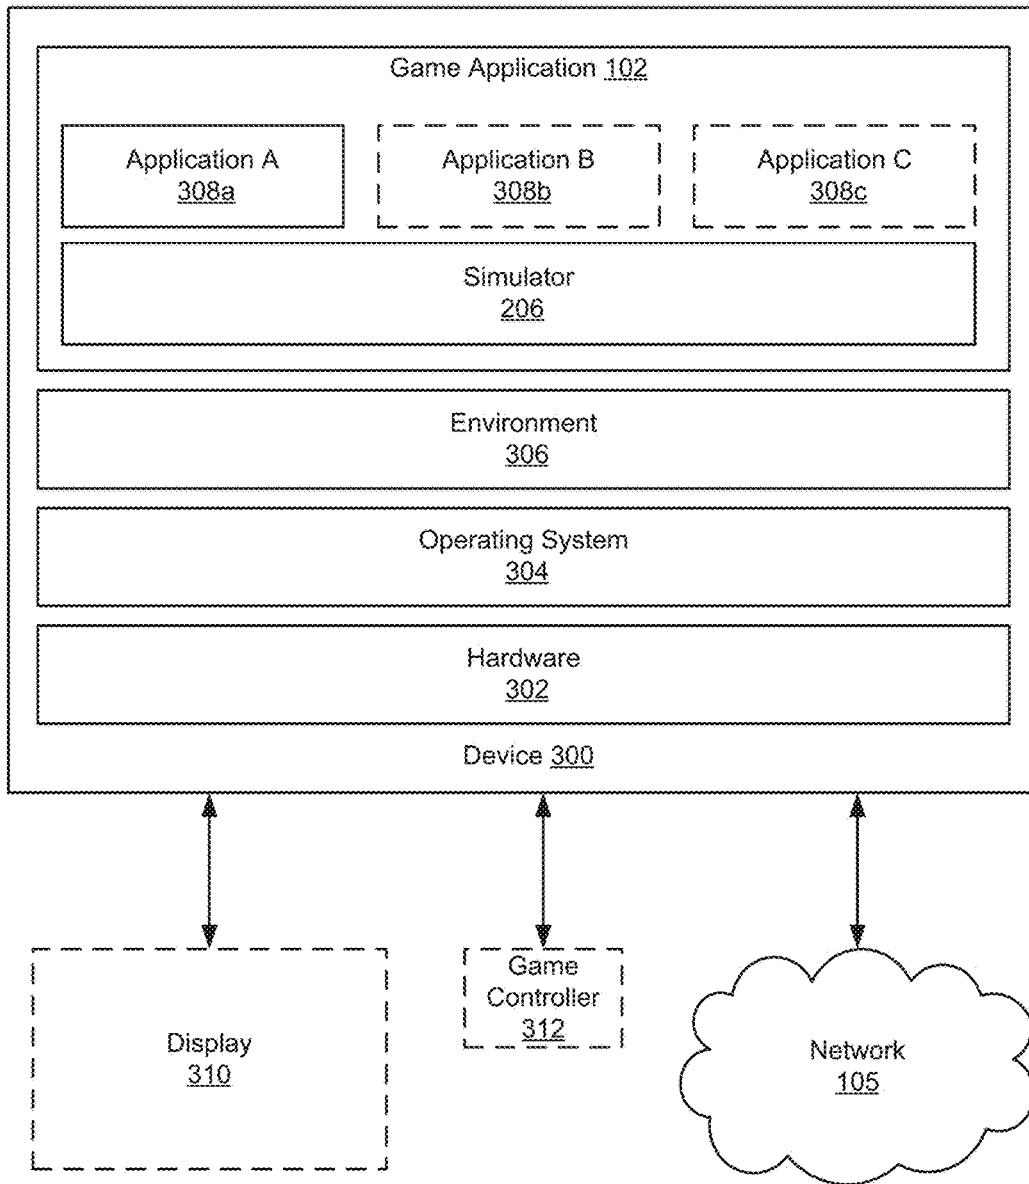 Game Application 102
Application A
308a
Application B
308b
Application C
308c
Simulator
206
Environment
306
Operating System
304
Hardware
302
Device 300
Display
310
Game
Controller
312
Network
105